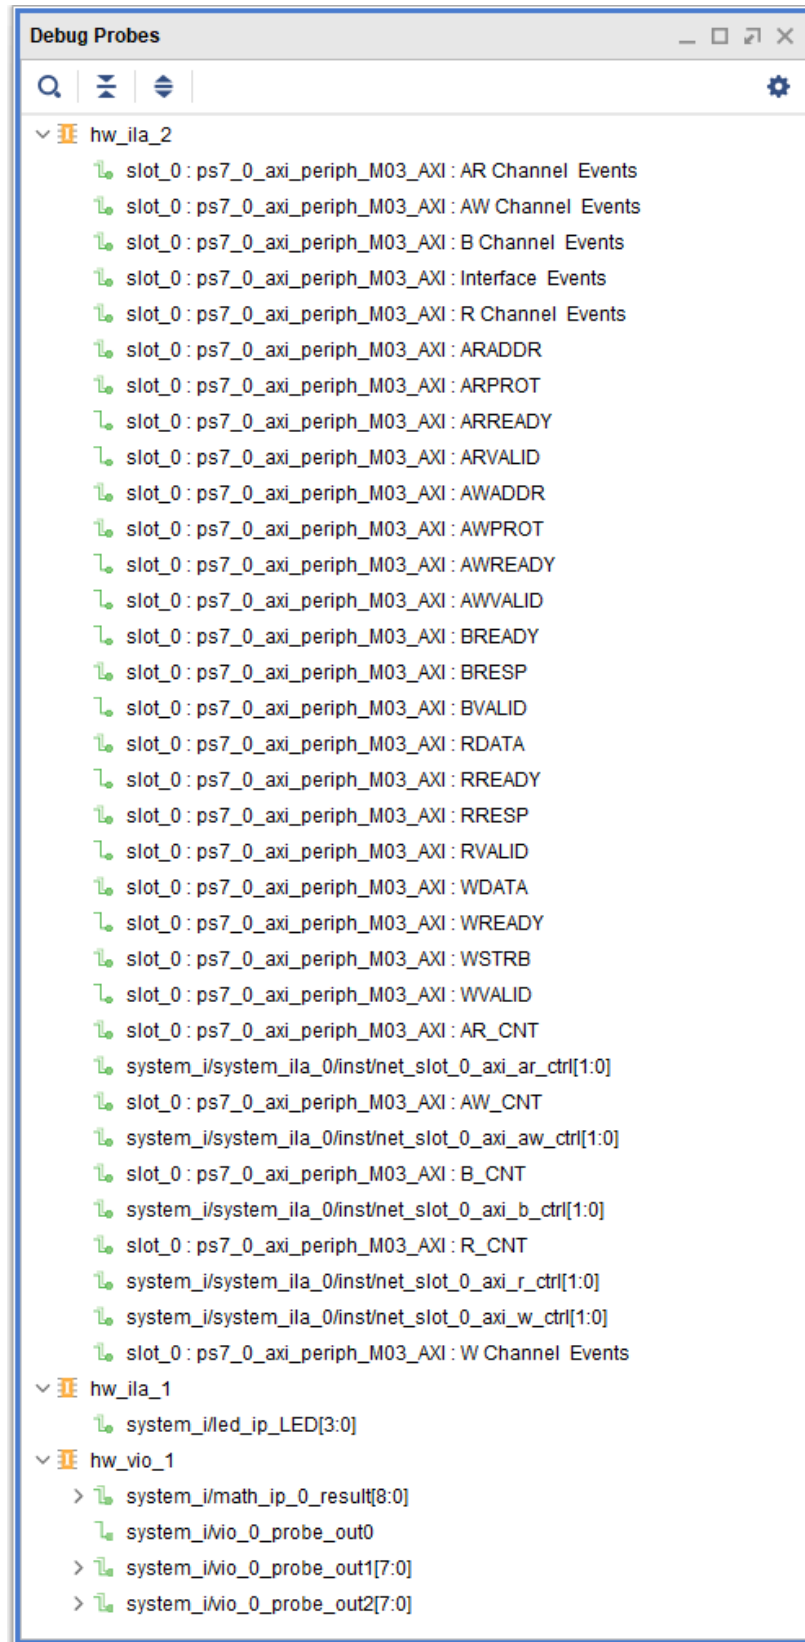 Debug Probes
hw_ila_2
slot_0 : ps7_0_axi_periph_M03_AXI : AR Channel Events
slot_0 : ps7_0_axi_periph_M03_AXI : AW Channel Events
slot_0 : ps7_0_axi_periph_M03_AXI : B Channel Events
slot_0 : ps7_0_axi_periph_M03_AXI : Interface Events
slot_0 : ps7_0_axi_periph_M03_AXI : R Channel Events
slot_0 : ps7_0_axi_periph_M03_AXI : ARADDR
slot_0 : ps7_0_axi_periph_M03_AXI : ARPROT
slot_0 : ps7_0_axi_periph_M03_AXI : ARREADY
slot_0 : ps7_0_axi_periph_M03_AXI : ARVALID
slot_0 : ps7_0_axi_periph_M03_AXI : AWADDR
slot_0 : ps7_0_axi_periph_M03_AXI : AWPROT
slot_0 : ps7_0_axi_periph_M03_AXI : AWREADY
slot_0 : ps7_0_axi_periph_M03_AXI : AWVALID
slot_0 : ps7_0_axi_periph_M03_AXI : BREADY
slot_0 : ps7_0_axi_periph_M03_AXI : BRESP
slot_0 : ps7_0_axi_periph_M03_AXI : BVALID
slot_0 : ps7_0_axi_periph_M03_AXI : RDATA
slot_0 : ps7_0_axi_periph_M03_AXI : RREADY
slot_0 : ps7_0_axi_periph_M03_AXI : RRESP
slot_0 : ps7_0_axi_periph_M03_AXI : RVALID
slot_0 : ps7_0_axi_periph_M03_AXI : WDATA
slot_0 : ps7_0_axi_periph_M03_AXI : WREADY
slot_0 : ps7_0_axi_periph_M03_AXI : WSTRB
slot_0 : ps7_0_axi_periph_M03_AXI : WVALID
slot_0 : ps7_0_axi_periph_M03_AXI : AR_CNT
system_i/system_ila_0/inst/net_slot_0_axi_ar_ctrl[1:0]
slot_0 : ps7_0_axi_periph_M03_AXI : AW_CNT
system_i/system_ila_0/inst/net_slot_0_axi_aw_ctrl[1:0]
slot_0 : ps7_0_axi_periph_M03_AXI : B_CNT
system_i/system_ila_0/inst/net_slot_0_axi_b_ctrl[1:0]
slot_0 : ps7_0_axi_periph_M03_AXI : R_CNT
system_i/system_ila_0/inst/net_slot_0_axi_r_ctrl[1:0]
system_i/system_ila_0/inst/net_slot_0_axi_w_ctrl[1:0]
slot_0 : ps7_0_axi_periph_M03_AXI : W Channel Events
hw_ila_1
system_i/led_ip_LED[3:0]
hw_vio_1
system_i/math_ip_0_result[8:0]
system_i/vio_0_probe_out0
system_i/vio_0_probe_out1[7:0]
system_i/vio_0_probe_out2[7:0]